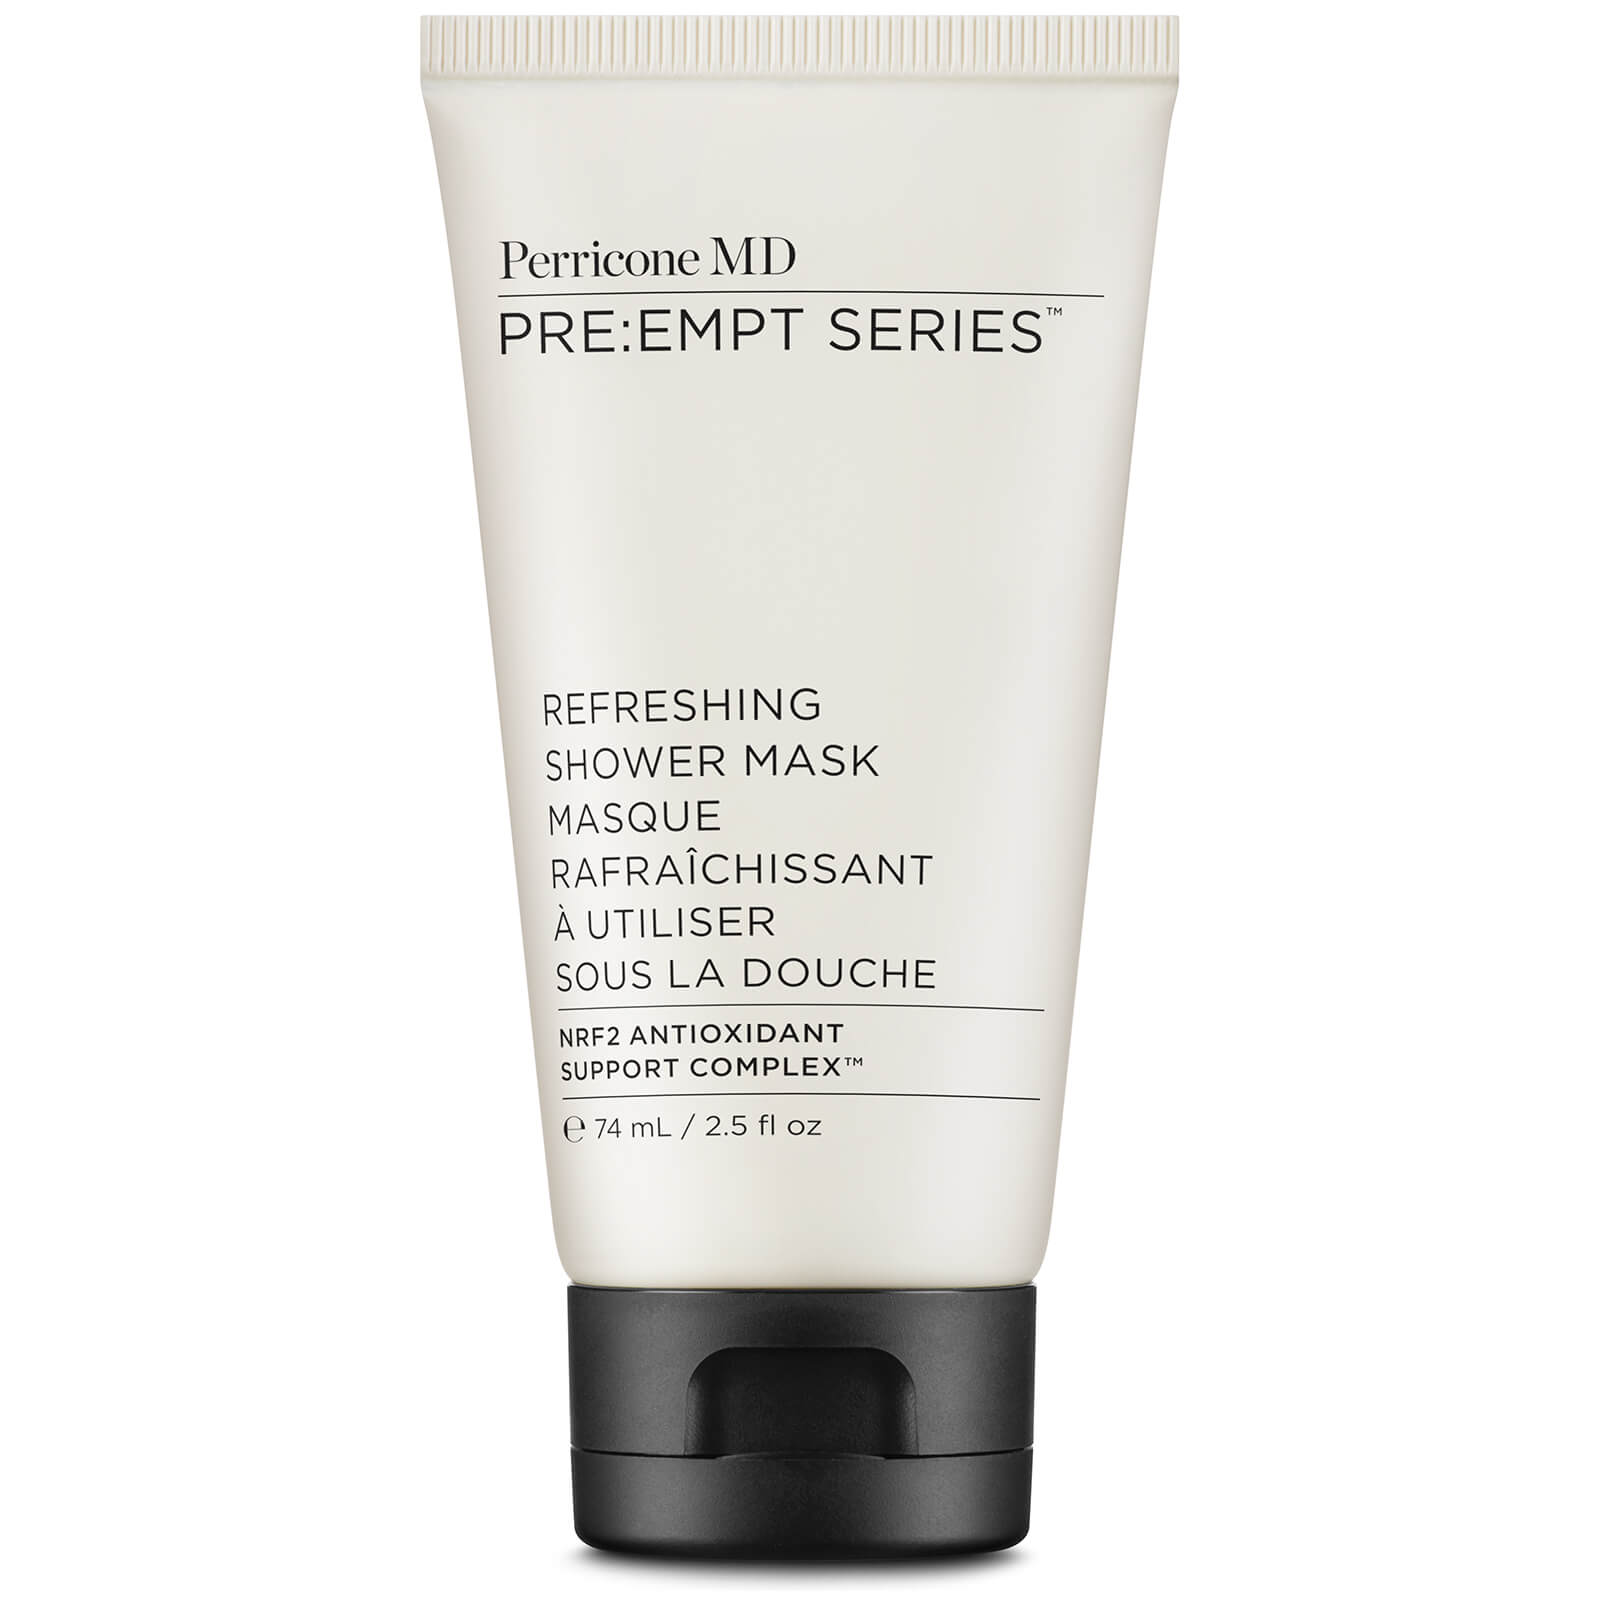 Perricone MD
PRE:EMPT SERIES™
REFRESHING
SHOWER MASK
MASQUE
RAFRAÎCHISSANT
À UTILISER
SOUS LA DOUCHE
NRF2 ANTIOXIDANT
SUPPORT COMPLEX™
℮ 74 mL / 2.5 fl oz